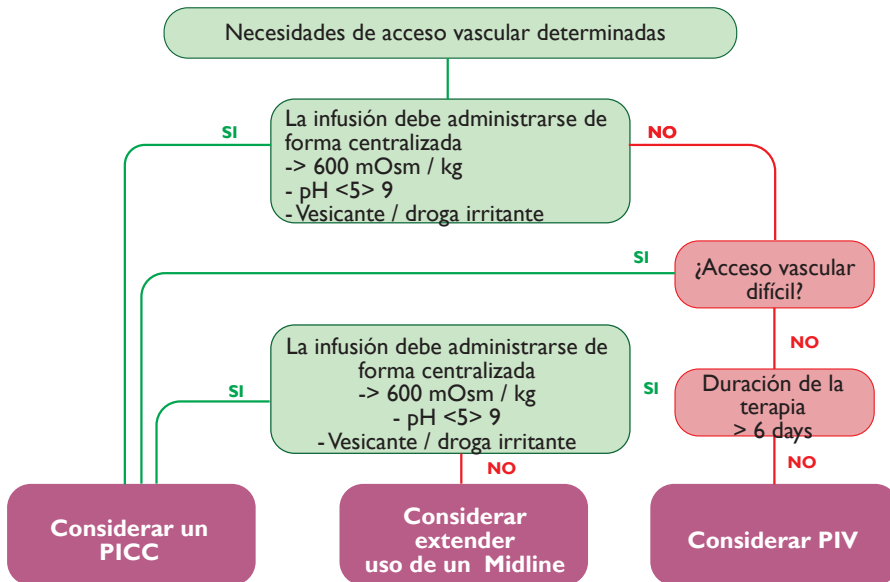 Necesidades de acceso vascular determinadas
SI
La infusión debe administrarse de
forma centralizada
-> 600 mOsm / kg
- pH <5> 9
- Vesicante / droga irritante
NO
SI
¿Acceso vascular
difícil?
NO
SI
La infusión debe administrarse de
forma centralizada
-> 600 mOsm / kg
- pH <5> 9
- Vesicante / droga irritante
SI
Duración de la
terapia
> 6 days
NO
NO
Considerar un
PICC
Considerar
extender
uso de un Midline
Considerar PIV